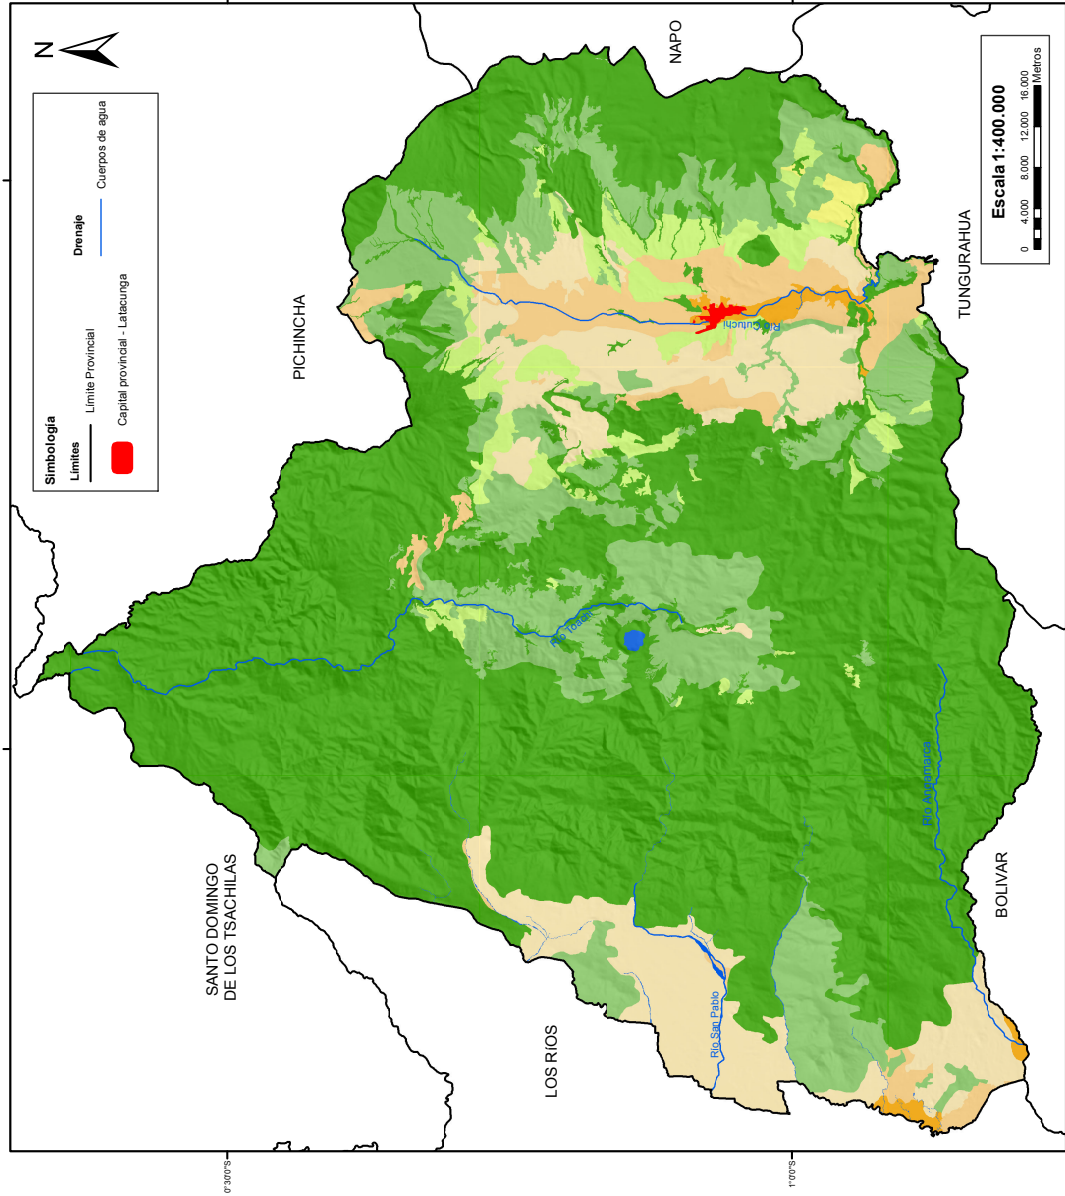 N
Simbología
Límites
Límite Provincial
Capital provincial - Latacunga
Drenaje
Cuerpos de agua
NAPO
PICHINCHA
TUNGURAHUA
SANTO DOMINGO
DE LOS TSACHILAS
LOS RíOS
BOLIVAR
Río Cutuchi
Río Toachi
Río Angamarca
Río San Pablo
Escala 1:400.000
0 4.000 8.000 12.000 16.000
Metros
0°30'0"S
1°0'0"S